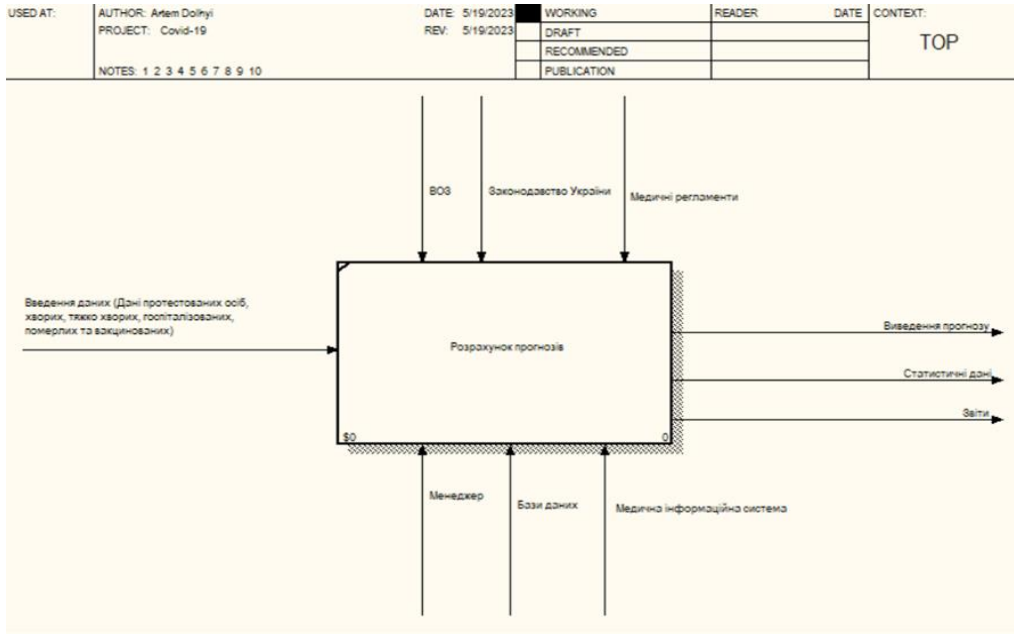 USED AT:
AUTHOR: Artem Dolhyi
DATE: 5/19/2023
WORKING
READER
DATE
CONTEXT:
PROJECT: Covid-19
REV: 5/19/2023
DRAFT
TOP
RECOMMENDED
NOTES: 1 2 3 4 5 6 7 8 9 10
PUBLICATION
ВОЗ
Законодавство України
Медичні регламенти
Введення даних (Дані протестованих осіб,
хворих, тяжко хворих, госпіталізованих,
померлих та вакцинованих)
Розрахунок прогнозів
Виведення прогнозу
Статистичні дані
Звіти
$0
0
Менеджер
Бази даних
Медична інформаційна система